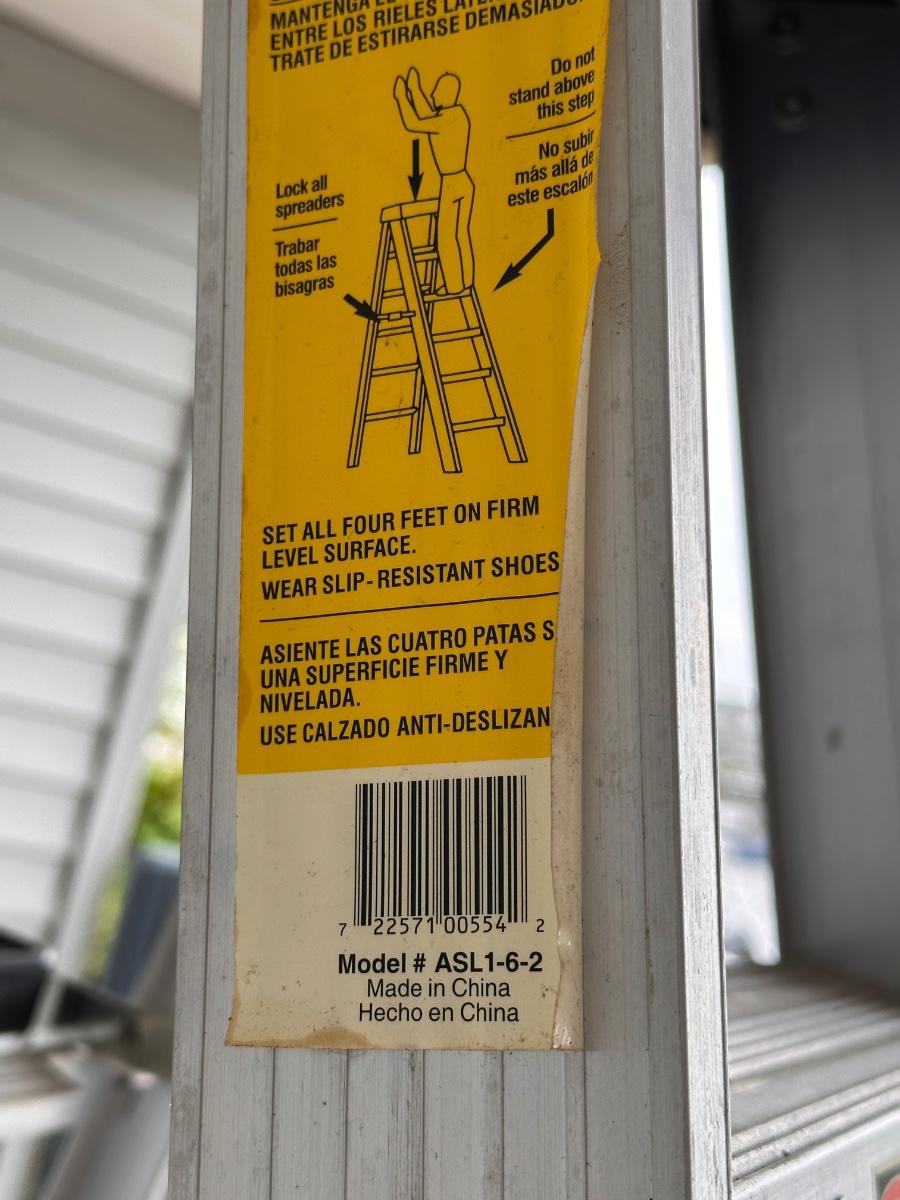 MANTENGA
ENTRE LOS RIELES
TRATE DE ESTIRARSE
Do not
stand above
this step
No subir
más allá de
este escalón
Lock all
spreaders
Trabar
todas las
bisagras
SET ALL FOUR FEET ON FIRM
LEVEL SURFACE.
WEAR SLIP-RESISTANT SHOES
ASIENTE LAS CUATRO PATAS S
UNA SUPERFICIE FIRME Y
NIVELADA.
USE CALZADO ANTI-DESLIZAN
7 22571 00554 2
Model # ASL1-6-2
Made in China
Hecho en China